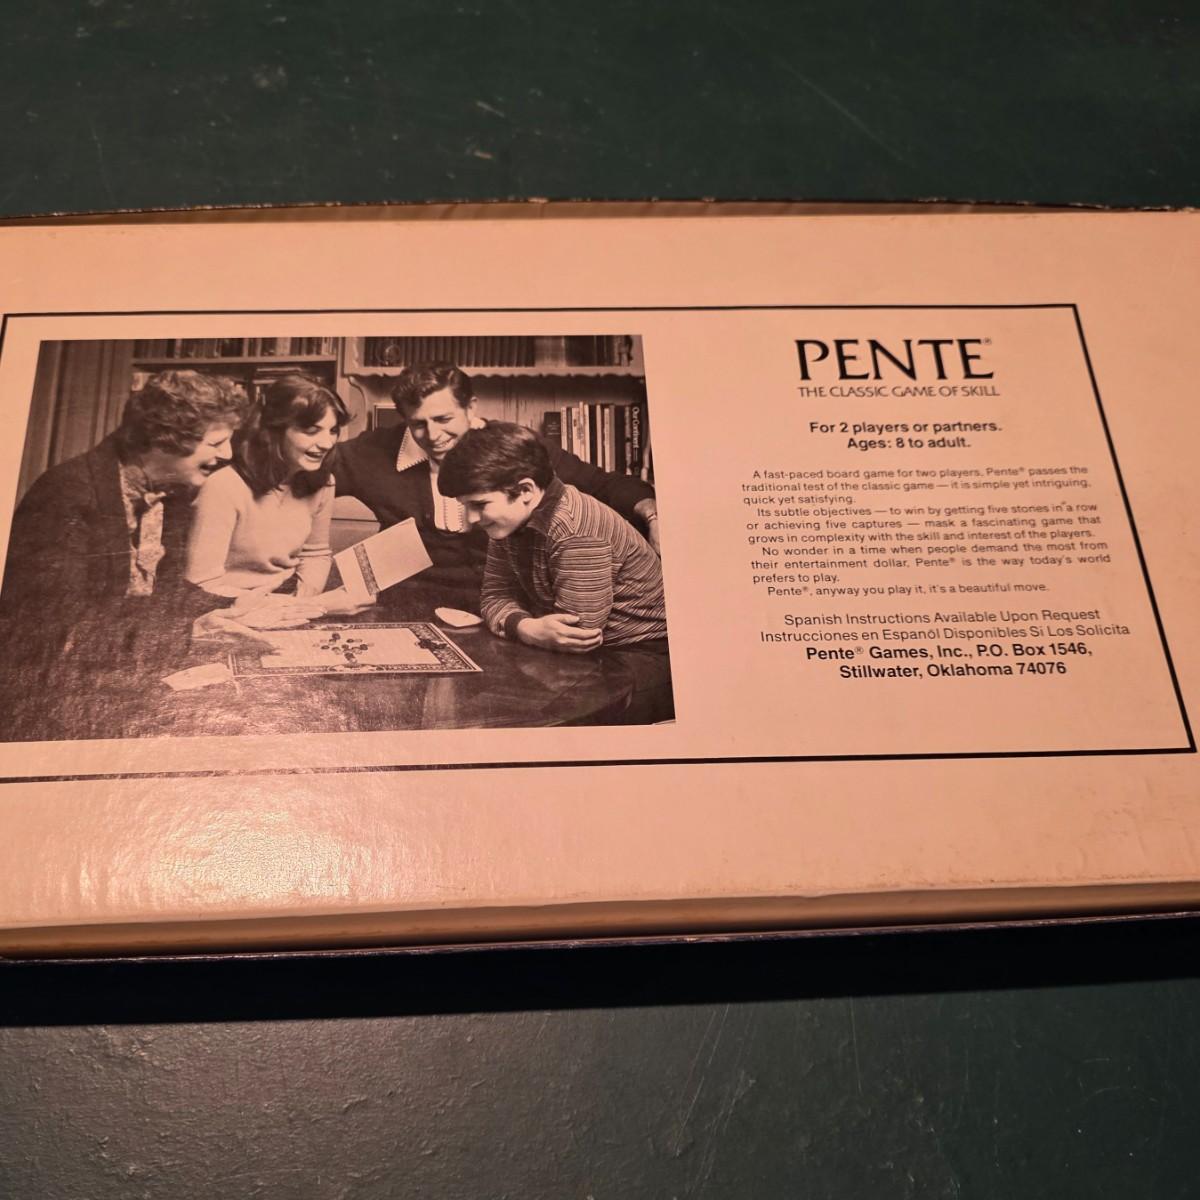 PENTE®
THE CLASSIC GAME OF SKILL
For 2 players or partners.
Ages: 8 to adult.
A fast-paced board game for two players, Pente® passes the
traditional test of the classic game — it is simple yet intriguing,
quick yet satisfying.
Its subtle objectives — to win by getting five stones in a row
or achieving five captures — mask a fascinating game that
grows in complexity with the skill and interest of the players.
No wonder in a time when people demand the most from
their entertainment dollar, Pente® is the way today's world
prefers to play.
Pente®, anyway you play it, it's a beautiful move.
Spanish Instructions Available Upon Request
Instrucciones en Espanól Disponibles Si Los Solicita
Pente® Games, Inc., P.O. Box 1546,
Stillwater, Oklahoma 74076
Our Continent